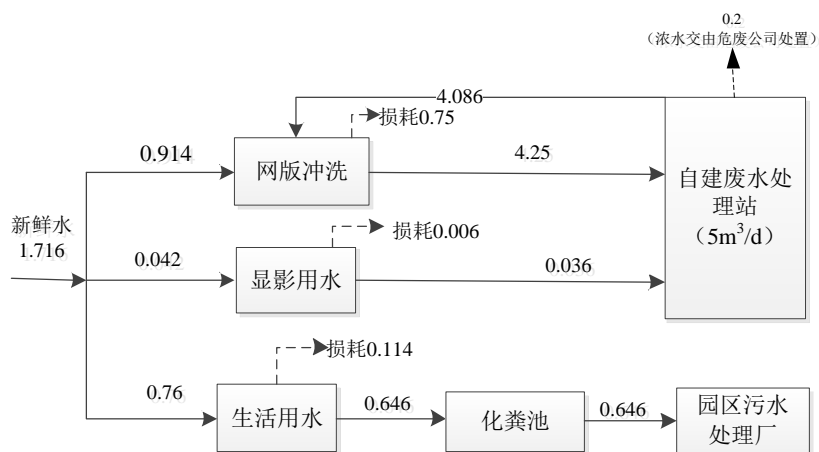 0.2
（浓水交由危废公司处置）
4.086
损耗0.75
0.914
网版冲洗
4.25
自建废水处
理站
（5m³/d）
新鲜水
1.716
损耗0.006
0.042
显影用水
0.036
损耗0.114
0.76
生活用水
0.646
化粪池
0.646
园区污水
处理厂